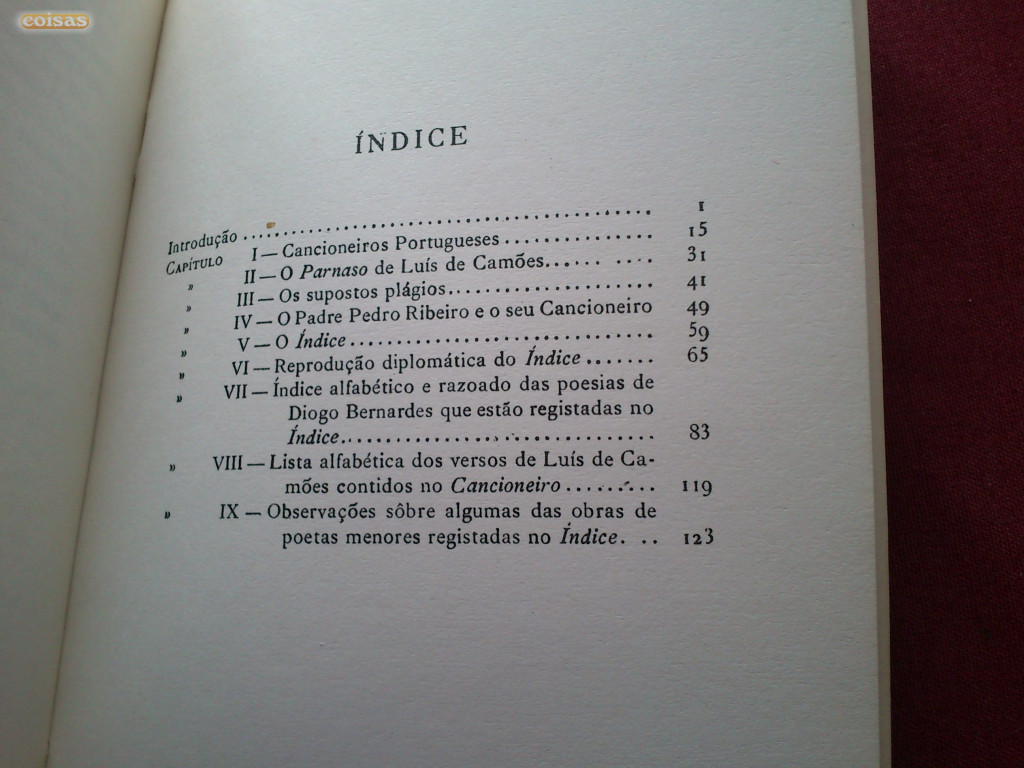 coisas
ÍNDICE
Introdução .......................................... 1
CAPÍTULO I — Cancioneiros Portugueses ............... 15
» II — O Parnaso de Luís de Camões...... ...... 31
» III — Os supostos plágios..................... 41
» IV — O Padre Pedro Ribeiro e o seu Cancioneiro 49
» V — O Índice ............................... 59
» VI — Reprodução diplomática do Índice ....... 65
» VII — Índice alfabético e razoado das poesias de
Diogo Bernardes que estão registadas no
Índice................................ 83
» VIII — Lista alfabética dos versos de Luís de Ca-
mões contidos no Cancioneiro ......... 119
» IX — Observações sôbre algumas das obras de
poetas menores registadas no Índice. . .. 123